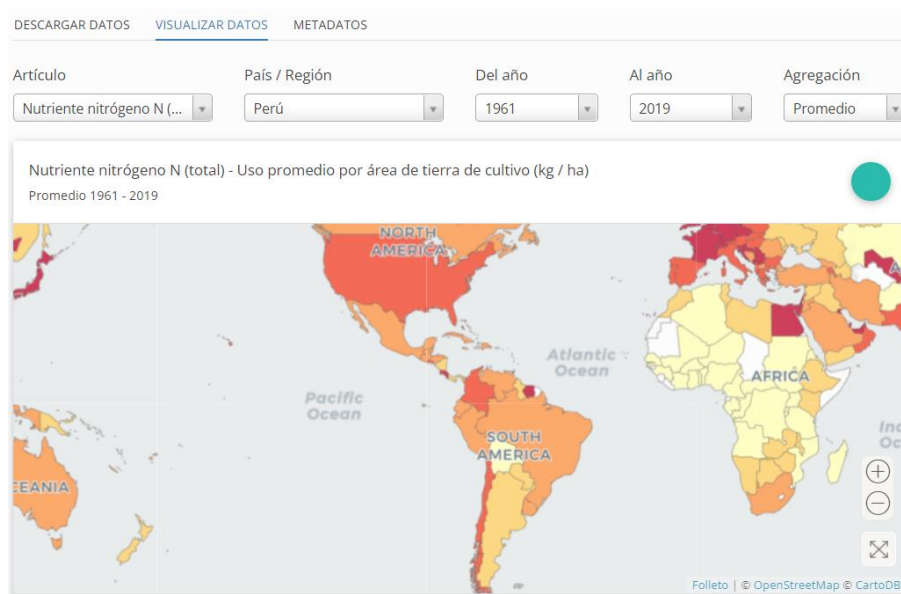 DESCARGAR DATOS VISUALIZAR DATOS METADATOS
Artículo País / Región Del año Al año Agregación
Nutriente nitrógeno N (... Perú 1961 2019 Promedio
Nutriente nitrógeno N (total) - Uso promedio por área de tierra de cultivo (kg / ha)
Promedio 1961 - 2019
NORTH
AMERICA
Atlantic
Ocean
AFRICA
Pacific
Ocean
SOUTH
AMERICA
EANIA
Folleto | © OpenStreetMap © CartoDB